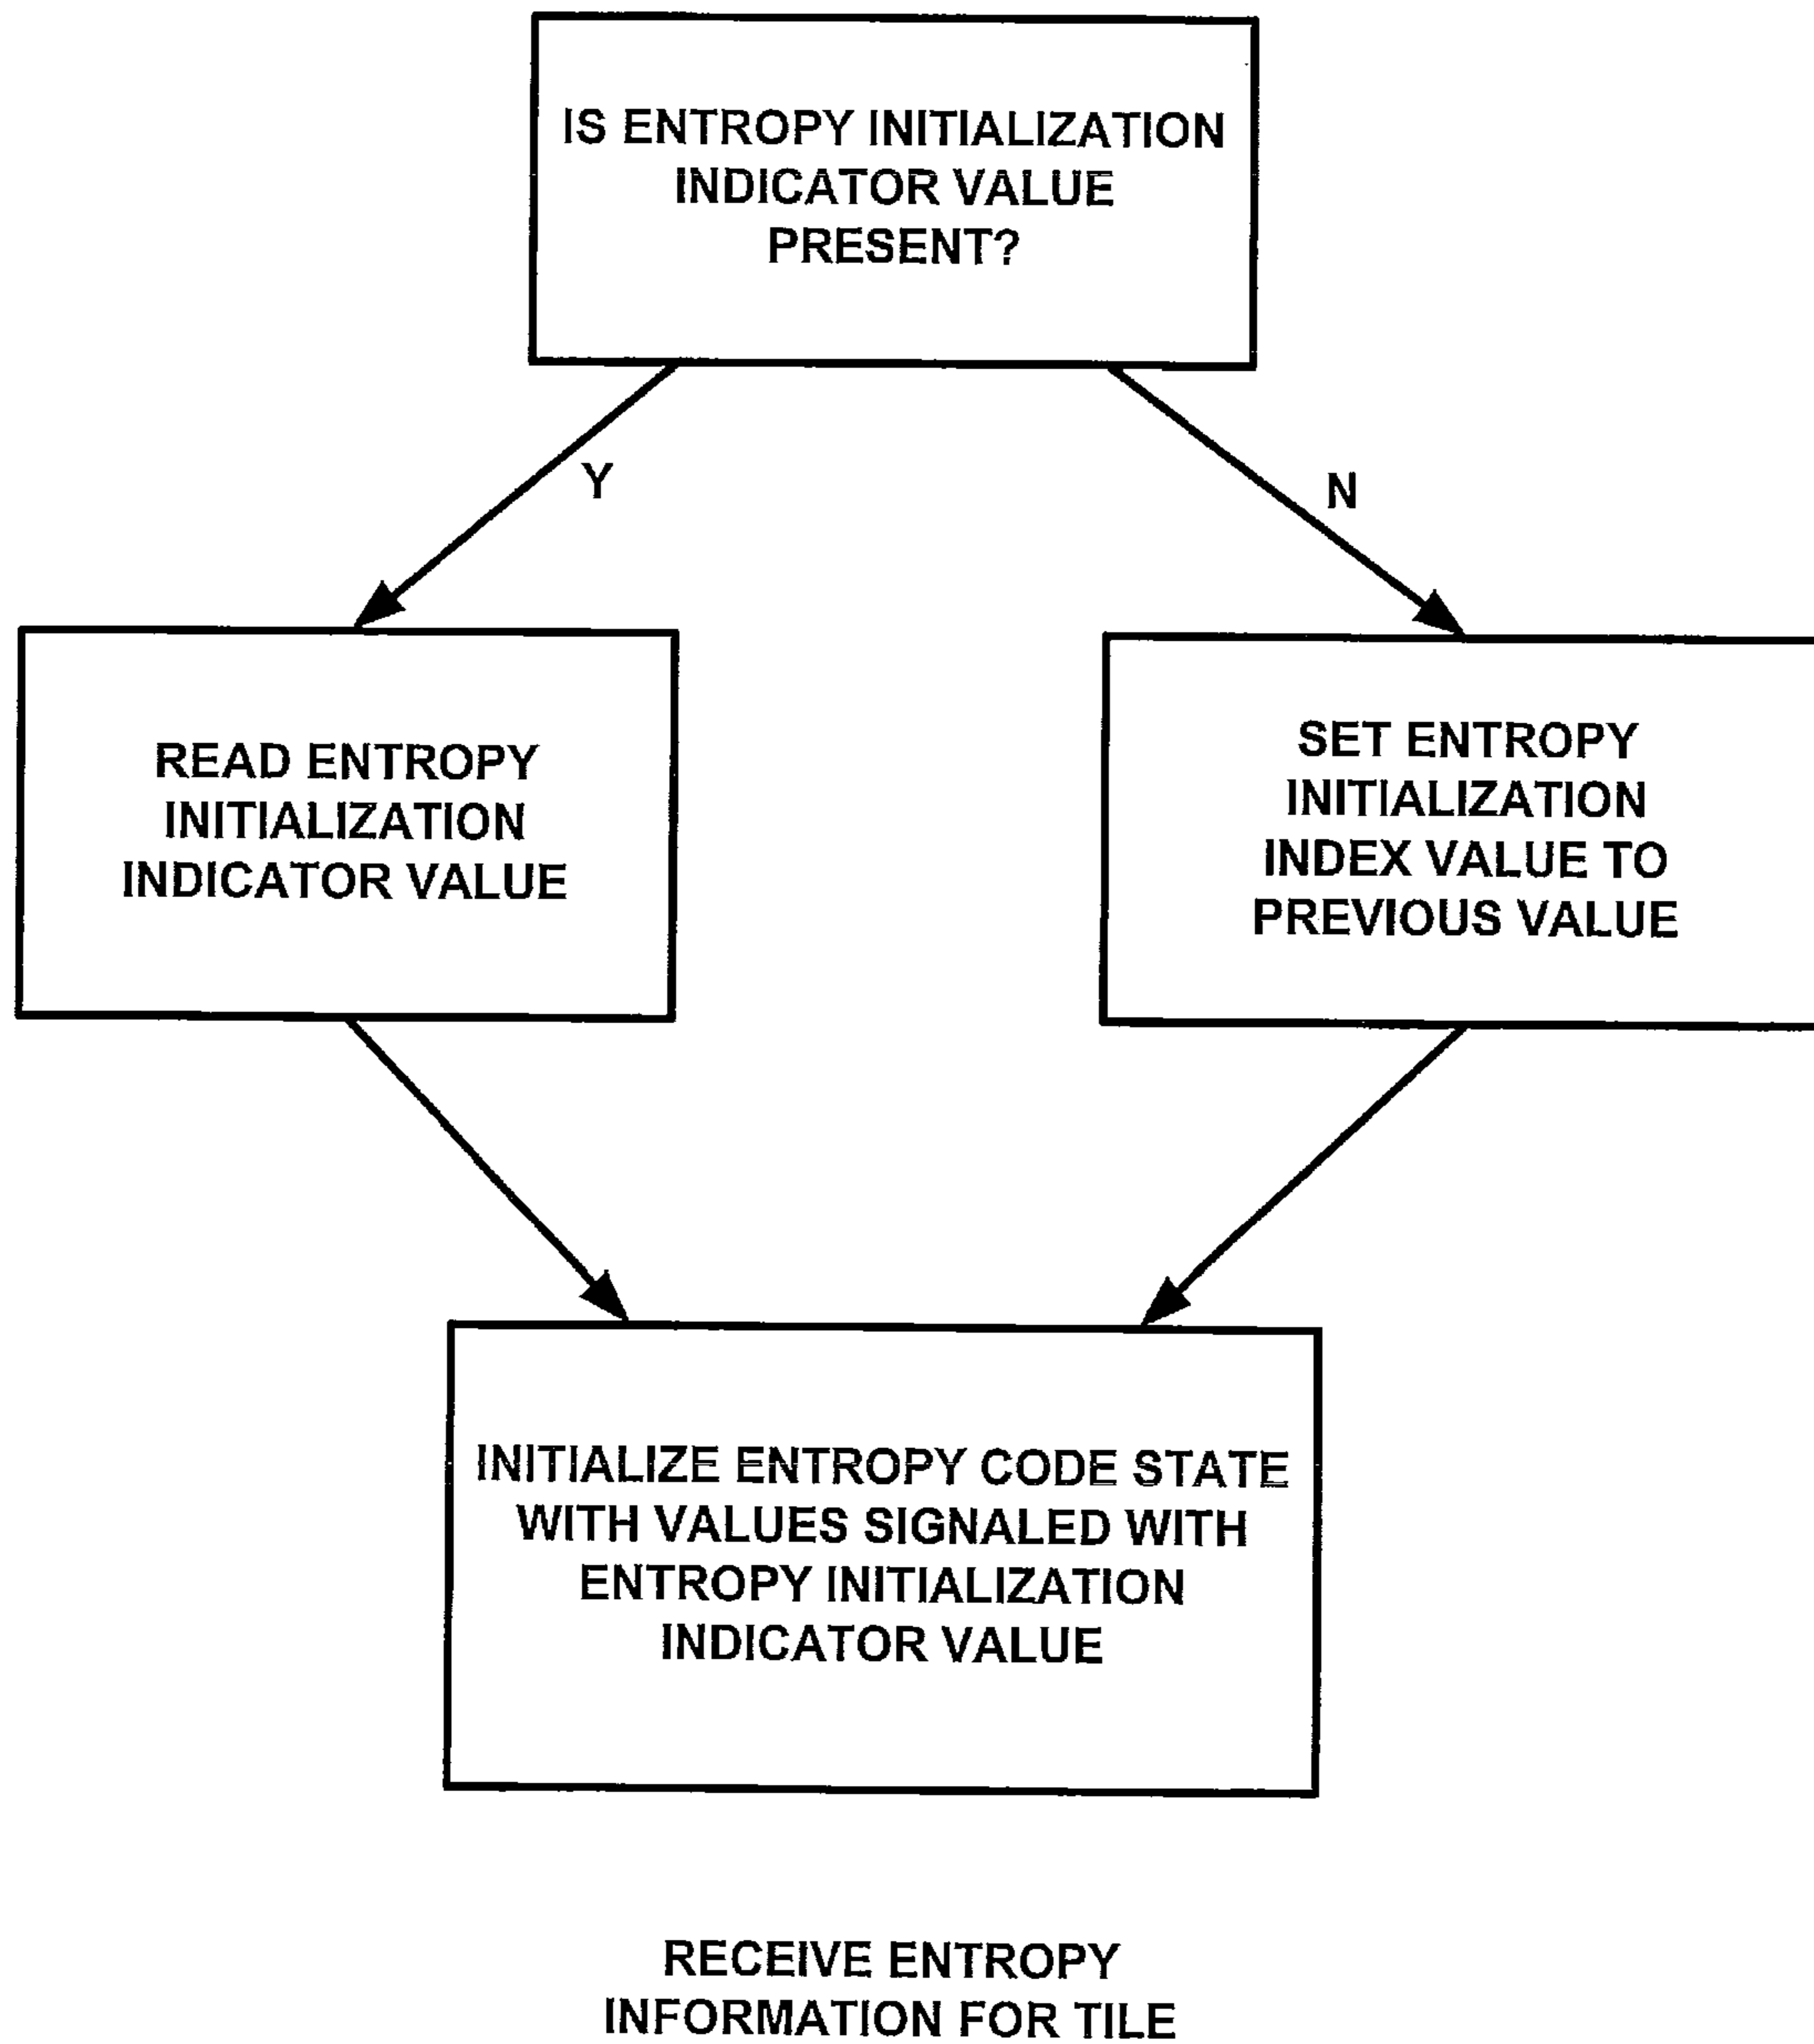 IS ENTROPY INITIALIZATION
INDICATOR VALUE
PRESENT?
Y
N
READ ENTROPY
INITIALIZATION
INDICATOR VALUE
SET ENTROPY
INITIALIZATION
INDEX VALUE TO
PREVIOUS VALUE
INITIALIZE ENTROPY CODE STATE
WITH VALUES SIGNALED WITH
ENTROPY INITIALIZATION
INDICATOR VALUE
RECEIVE ENTROPY
INFORMATION FOR TILE